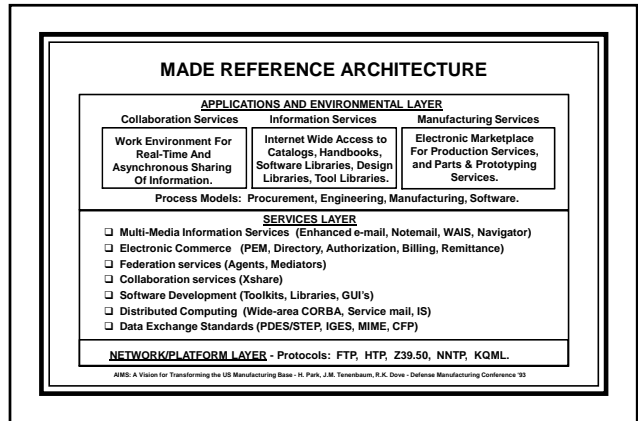 MADE REFERENCE ARCHITECTURE
APPLICATIONS AND ENVIRONMENTAL LAYER
Collaboration Services
Work Environment For
Real-Time And
Asynchronous Sharing
Of Information.
Information Services
Internet Wide Access to
Catalogs, Handbooks,
Software Libraries, Design
Libraries, Tool Libraries.
Manufacturing Services
Electronic Marketplace
For Production Services,
and Parts & Prototyping
Services.
Process Models: Procurement, Engineering, Manufacturing, Software.
SERVICES LAYER
❑ Multi-Media Information Services (Enhanced e-mail, Notemail, WAIS, Navigator)
❑ Electronic Commerce (PEM, Directory, Authorization, Billing, Remittance)
❑ Federation services (Agents, Mediators)
❑ Collaboration services (Xshare)
❑ Software Development (Toolkits, Libraries, GUI's)
❑ Distributed Computing (Wide-area CORBA, Service mail, IS)
❑ Data Exchange Standards (PDES/STEP, IGES, MIME, CFP)
NETWORK/PLATFORM LAYER - Protocols: FTP, HTP, Z39.50, NNTP, KQML.
AIMS: A Vision for Transforming the US Manufacturing Base - H. Park, J.M. Tenenbaum, R.K. Dove - Defense Manufacturing Conference '93